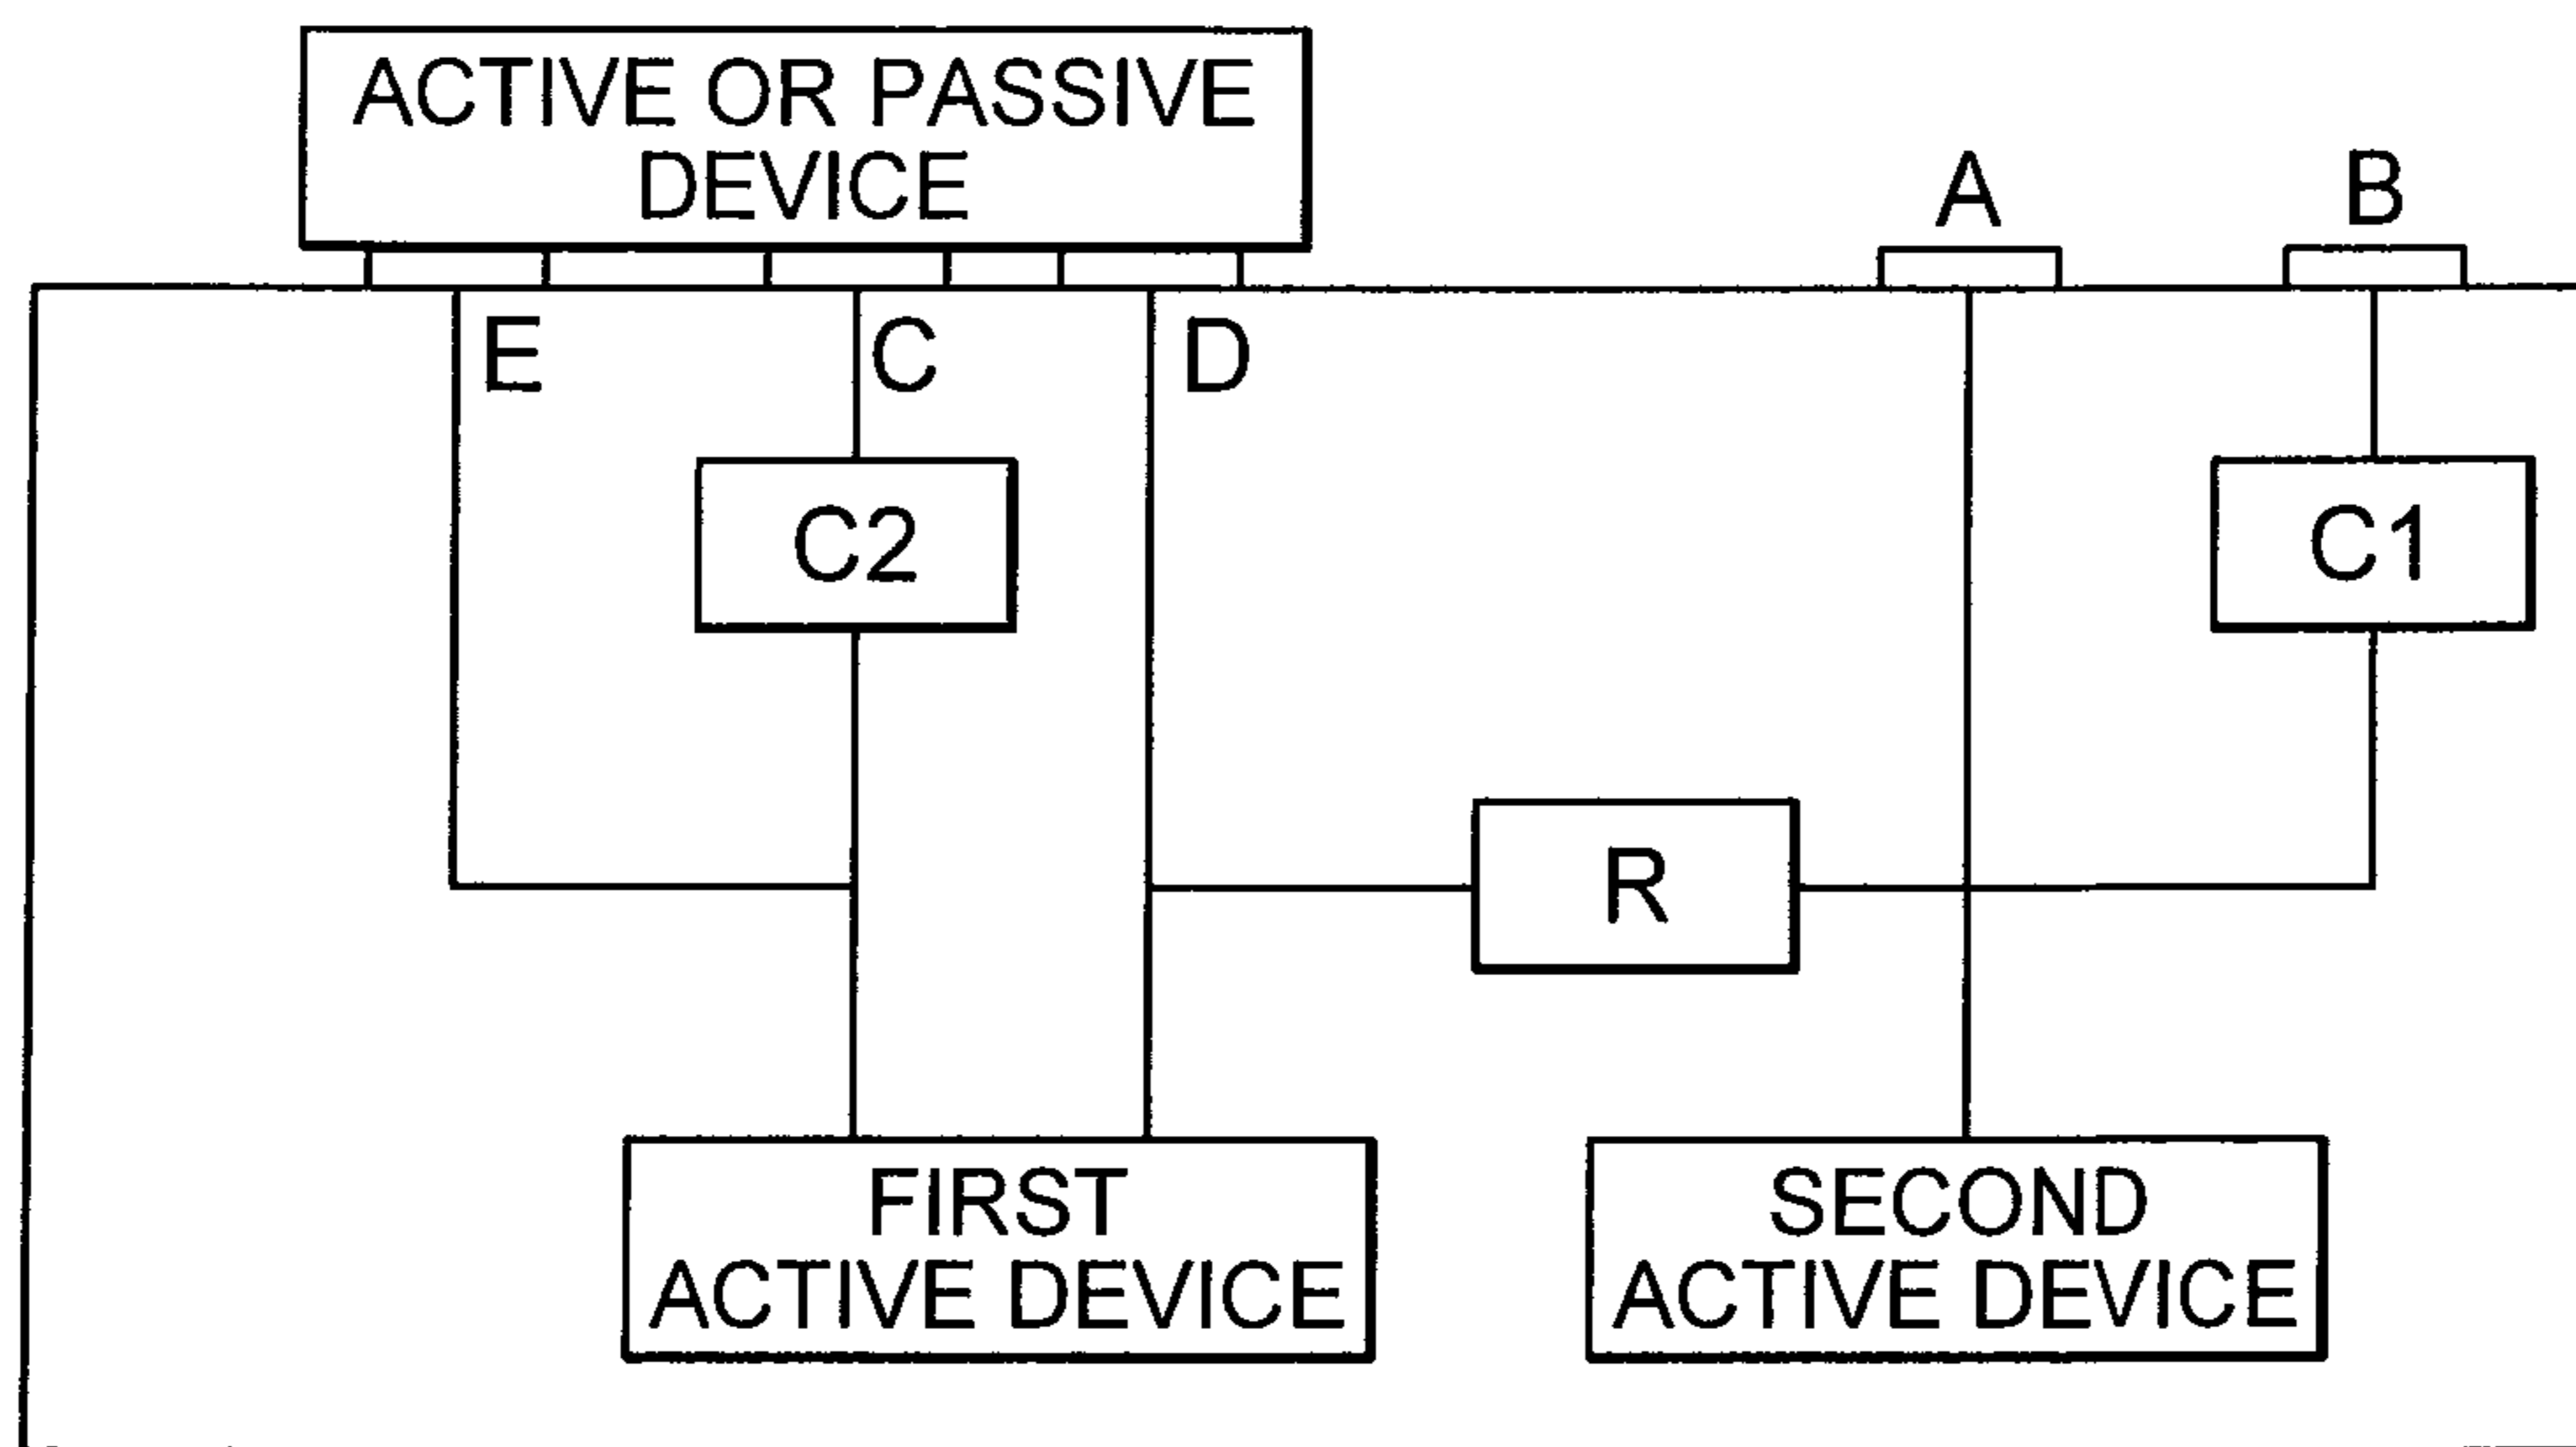 ACTIVE OR PASSIVE
DEVICE
A
B
E
C
D
C2
C1
R
FIRST
ACTIVE DEVICE
SECOND
ACTIVE DEVICE